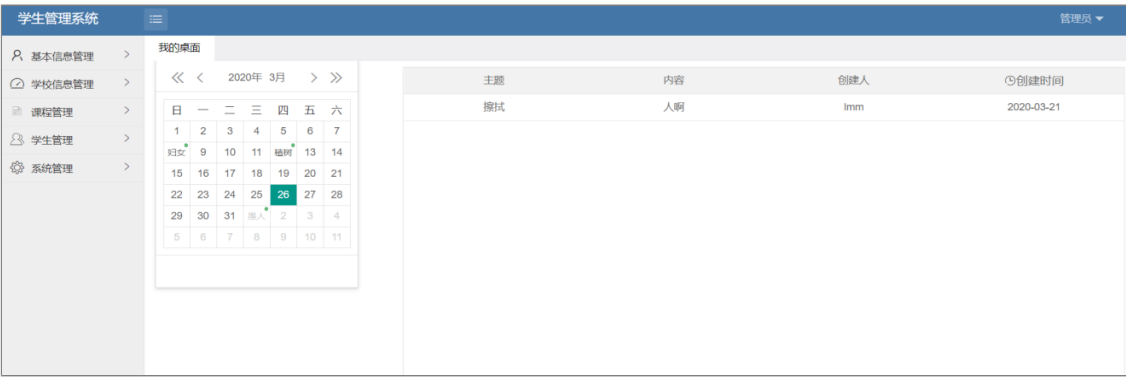 学生管理系统
管理员
基本信息管理
学校信息管理
课程管理
学生管理
系统管理
我的桌面
2020年 3月
日 一 二 三 四 五 六
1 2 3 4 5 6 7
妇女 9 10 11 植树 13 14
15 16 17 18 19 20 21
22 23 24 25 26 27 28
29 30 31 愚人 2 3 4
5 6 7 8 9 10 11
主题 内容 创建人 创建时间
擦拭 人啊 lmm 2020-03-21